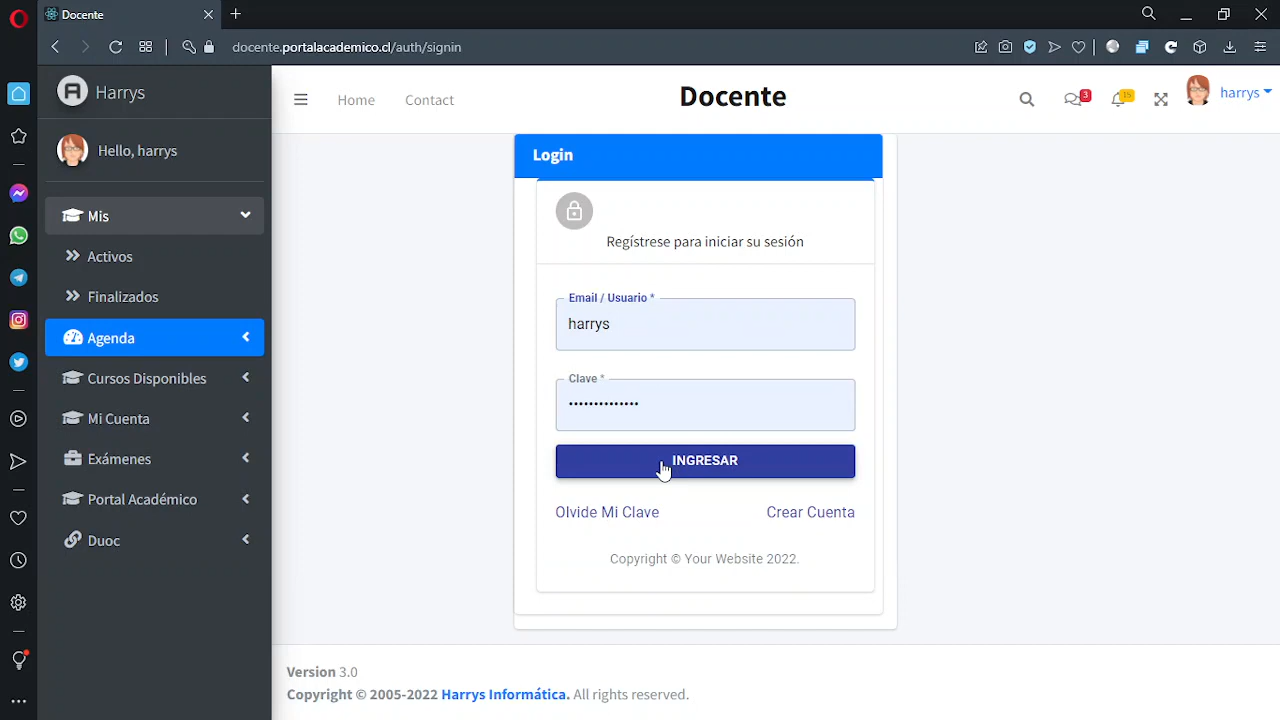 Docente
docente.portalacademico.cl/auth/signin
Harrys
Hello, harrys
Mis
Activos
Finalizados
Agenda
Cursos Disponibles
Mi Cuenta
Exámenes
Portal Académico
Duoc
Home
Contact
Docente
3
15
harrys
Login
Regístrese para iniciar su sesión
Email / Usuario *
harrys
Clave *
••••••••••••••
INGRESAR
Olvide Mi Clave
Crear Cuenta
Copyright © Your Website 2022.
Version 3.0
Copyright © 2005-2022 Harrys Informática. All rights reserved.